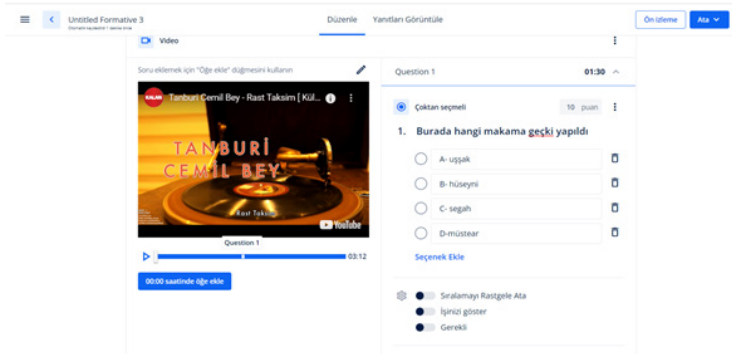 Untitled Formative 3
Düzenle
Yanıtları Görüntüle
Ön izleme
Ata
Video
Soru eklemek için "Öğe ekle" düğmesini kullanın
KALAN
Tanburi Cemil Bey - Rast Taksim [ Kül...
TANBURİ
CEMİL BEY
Rast Taksim
YouTube
Question 1
03:12
00:00 saatinde öğe ekle
Question 1
01:30
Çoktan seçmeli
10 puan
1. Burada hangi makama geçki yapıldı
A- uşşak
B- hüseyni
C- segah
D-müstear
Seçenek Ekle
Sıralamayı Rastgele Ata
İşinizi göster
Gerekli